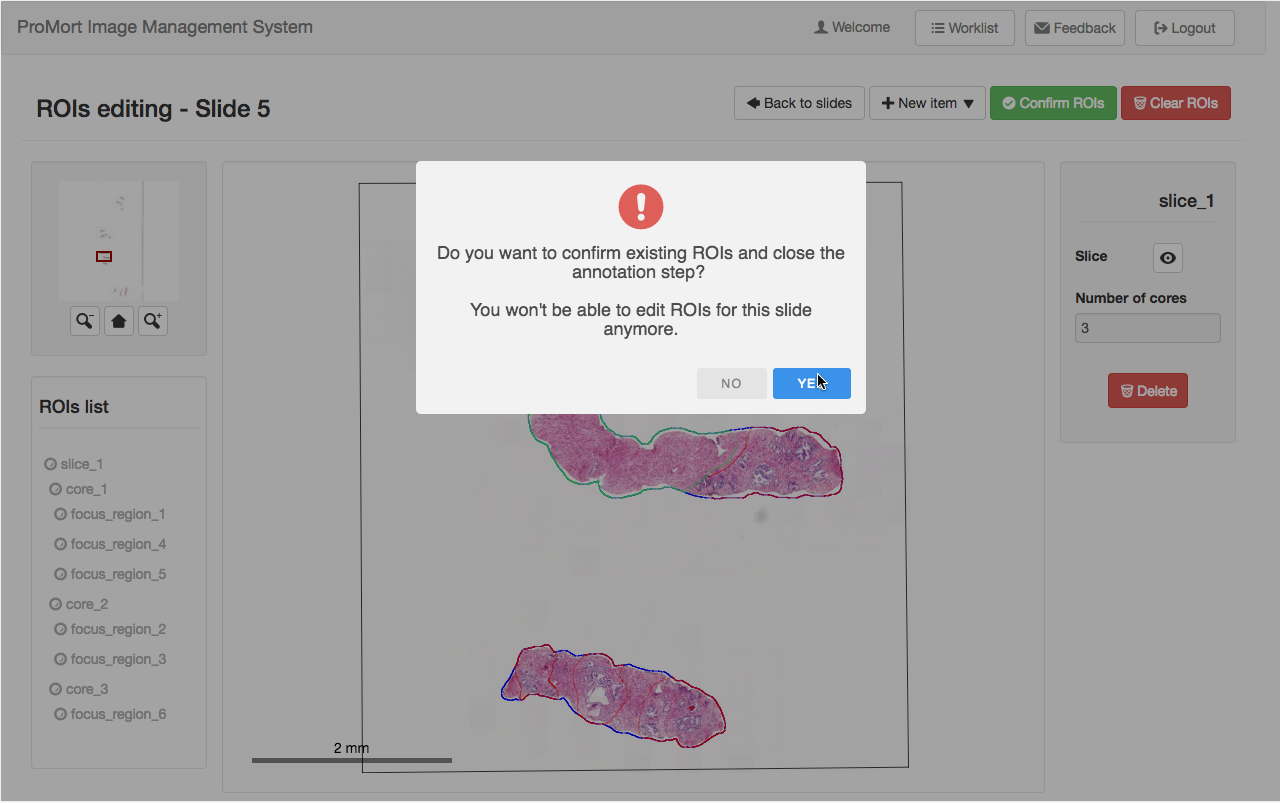 ProMort Image Management System
Welcome
Worklist
Feedback
Logout
ROIs editing - Slide 5
Back to slides
New item
Confirm ROIs
Clear ROIs
Do you want to confirm existing ROIs and close the
annotation step?
You won't be able to edit ROIs for this slide
anymore.
NO
YE
slice_1
Slice
Number of cores
3
Delete
ROIs list
slice_1
core_1
focus_region_1
focus_region_4
focus_region_5
core_2
focus_region_2
focus_region_3
core_3
focus_region_6
2 mm